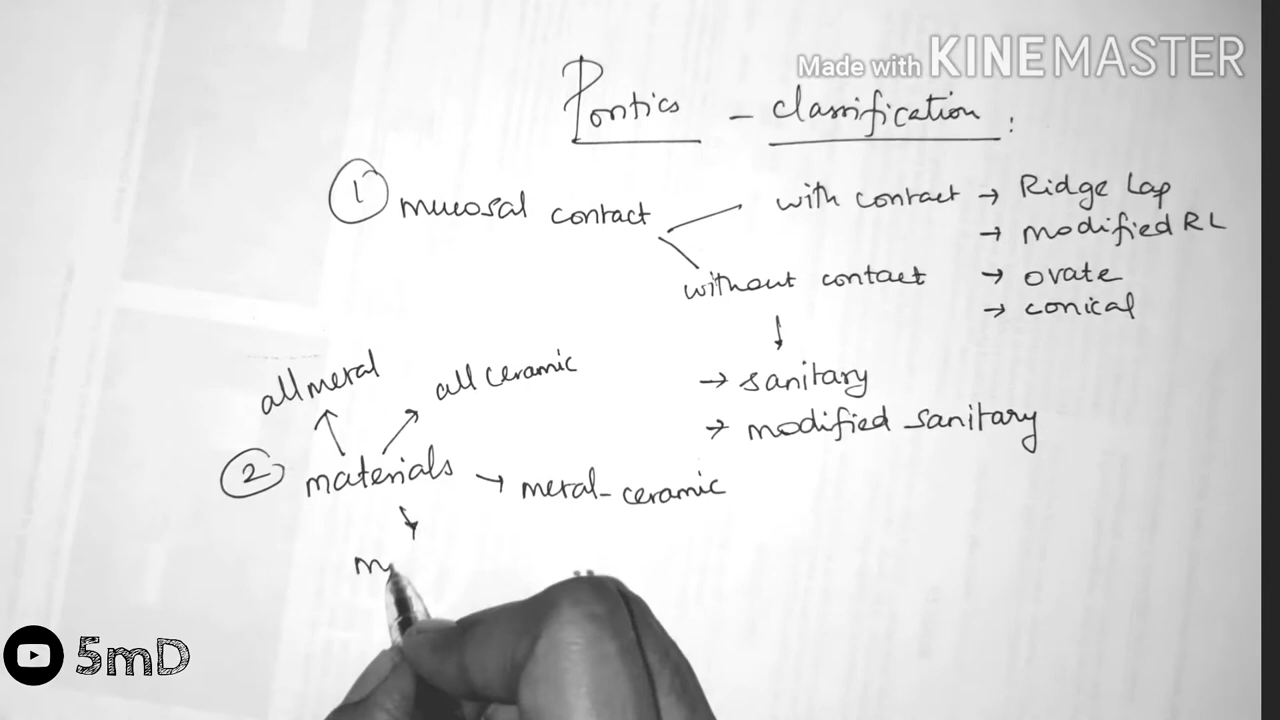 Made with KINEMASTER
Pontics - classification :
1 mucosal contact
with contact → Ridge Lap
→ modified RL
→ ovate
→ conical
without contact
→ sanitary
→ modified sanitary
all metal
all ceramic
2 materials → metal-ceramic
m
5mD